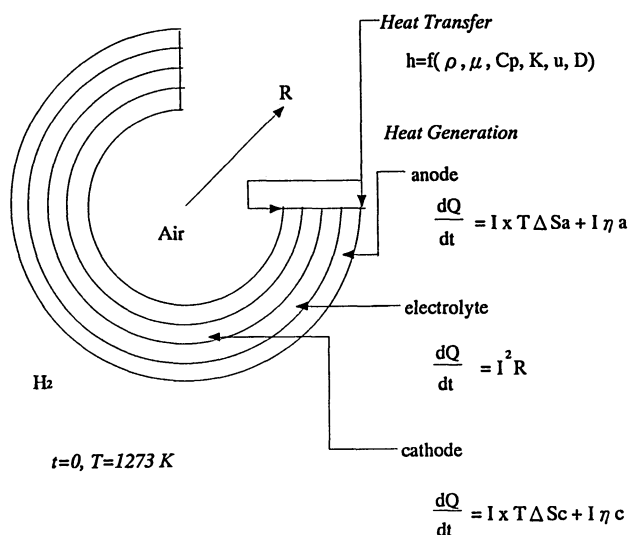 Heat Transfer
h=f( ρ , μ , Cp, K, u, D)
R
Heat Generation
anode
dQ/dt = I x T Δ Sa + I η a
Air
electrolyte
dQ/dt = I²R
H₂
cathode
t=0, T=1273 K
dQ/dt = I x T Δ Sc + I η c